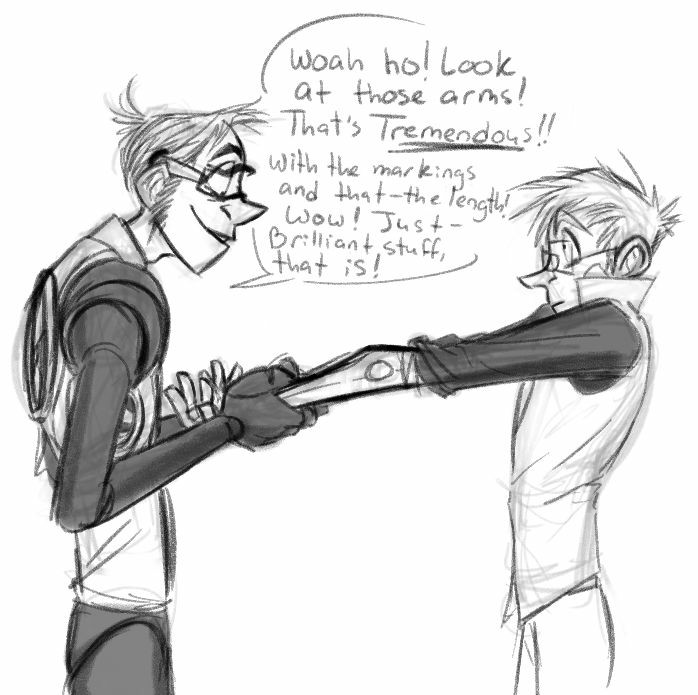 Woah ho! Look
at those arms!
That's Tremendous!!
With the markings
and that-the length!
Wow! Just-
Brilliant stuff,
that is!